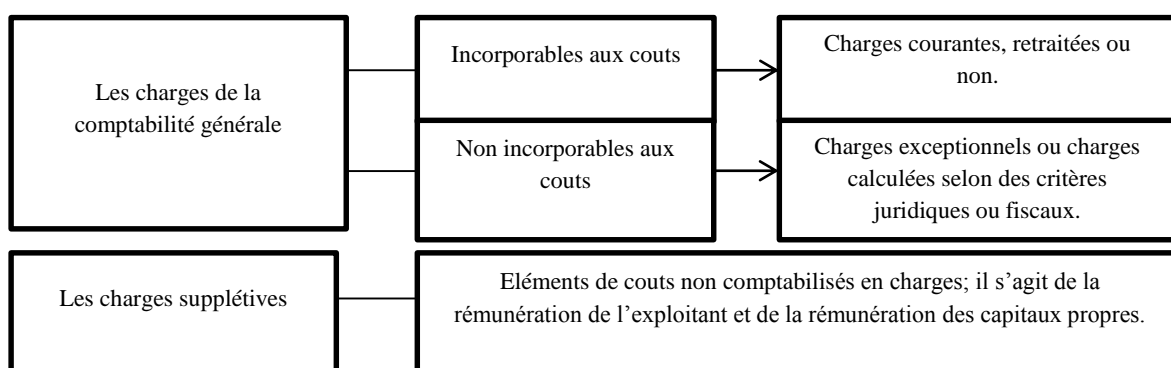 Les charges de la
comptabilité générale
Incorporables aux couts
Charges courantes, retraitées ou
non.
Non incorporables aux
couts
Charges exceptionnels ou charges
calculées selon des critères
juridiques ou fiscaux.
Les charges supplétives
Eléments de couts non comptabilisés en charges; il s’agit de la
rémunération de l’exploitant et de la rémunération des capitaux propres.